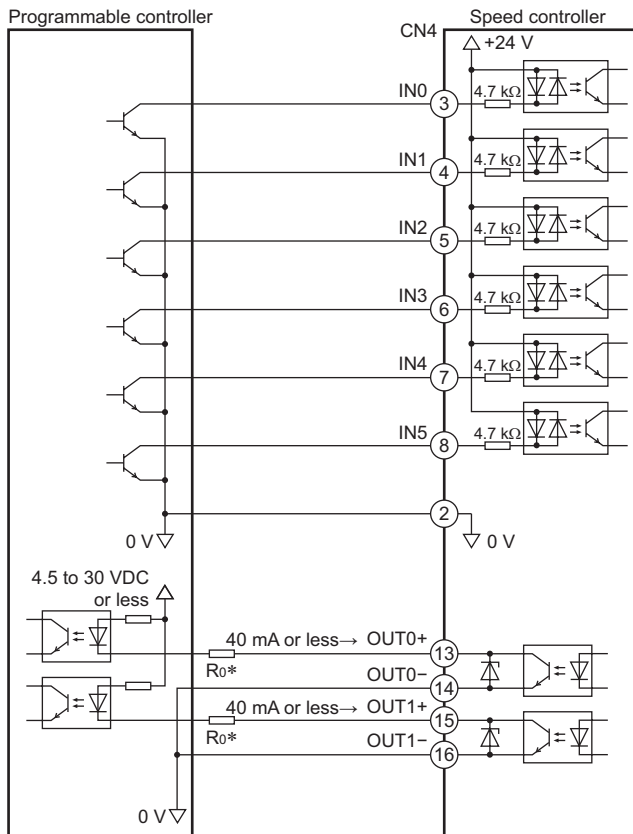 Programmable controller
Speed controller
CN4
+24 V
IN0
3
4.7 kΩ
IN1
4
4.7 kΩ
IN2
5
4.7 kΩ
IN3
6
4.7 kΩ
IN4
7
4.7 kΩ
IN5
8
4.7 kΩ
2
0 V
0 V
4.5 to 30 VDC
or less
40 mA or less→ OUT0+
13
R0*
OUT0−
14
40 mA or less→ OUT1+
15
R0*
OUT1−
16
0 V